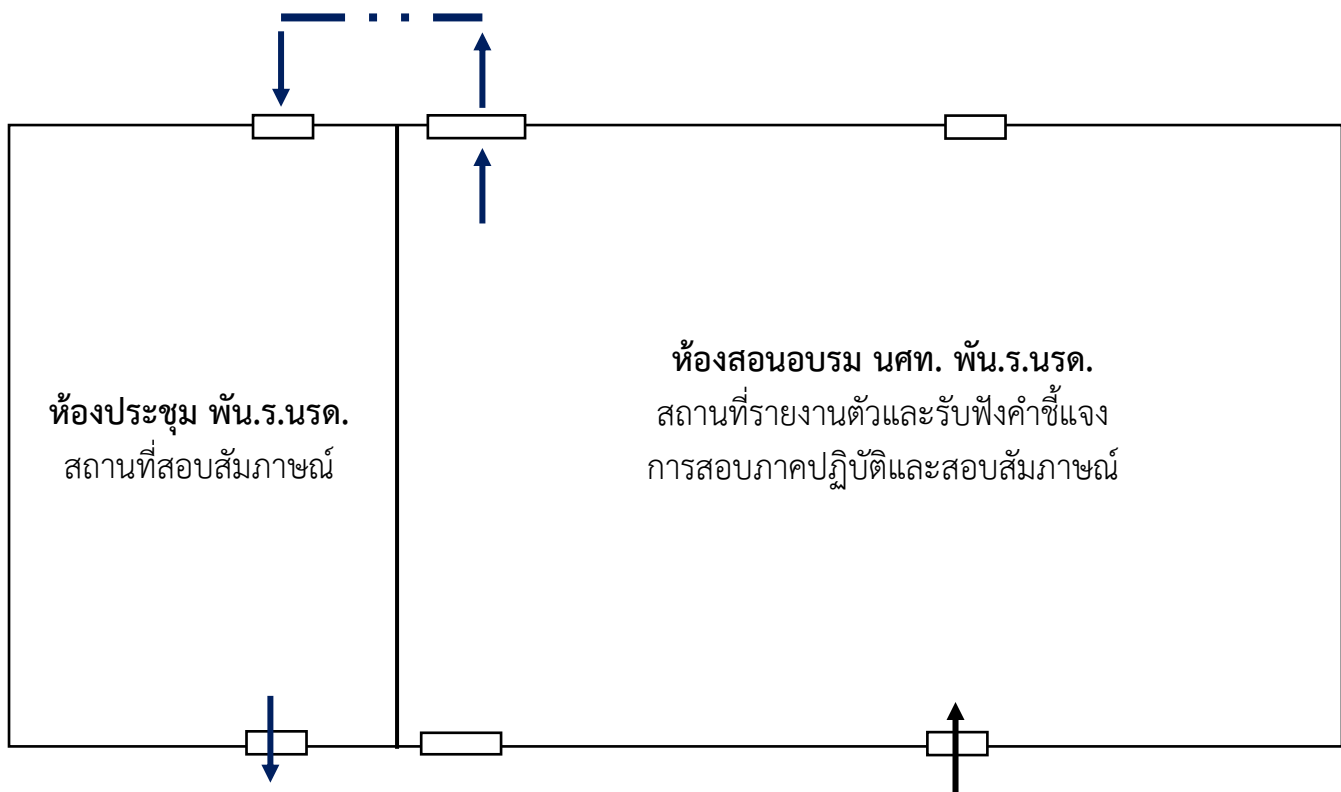 ห้องประชุม พัน.ร.นรด.
สถานที่สอบสัมภาษณ์
ห้องสอนอบรม นศท. พัน.ร.นรด.
สถานที่รายงานตัวและรับฟังคำชี้แจง
การสอบภาคปฏิบัติและสอบสัมภาษณ์